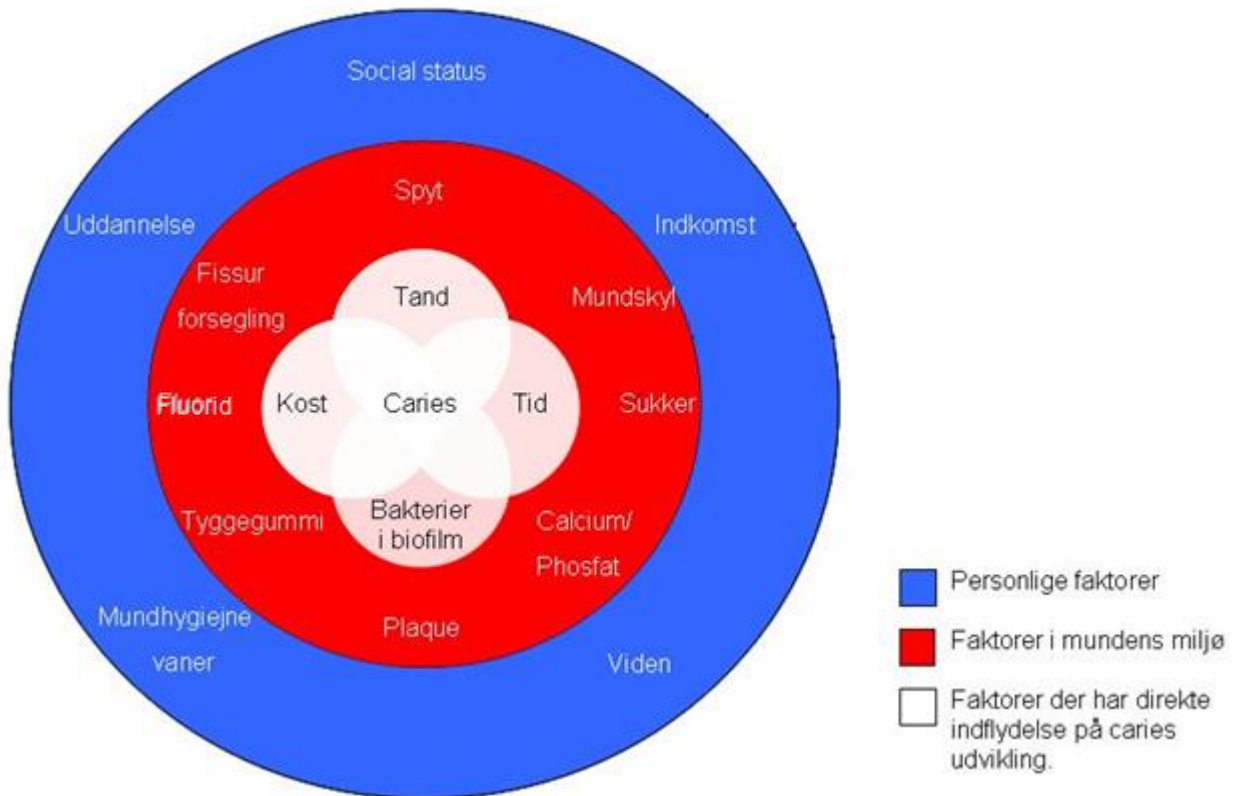 Social status
Spyt
Uddannelse
Indkomst
Fissur
forsegling
Tand
Mundskyl
Fluorid
Kost
Caries
Tid
Sukker
Tyggegummi
Bakterier
i biofilm
Calcium/
Phosfat
Mundhygiejne
vaner
Plaque
Viden
Personlige faktorer
Faktorer i mundens miljø
Faktorer der har direkte
indflydelse på caries
udvikling.